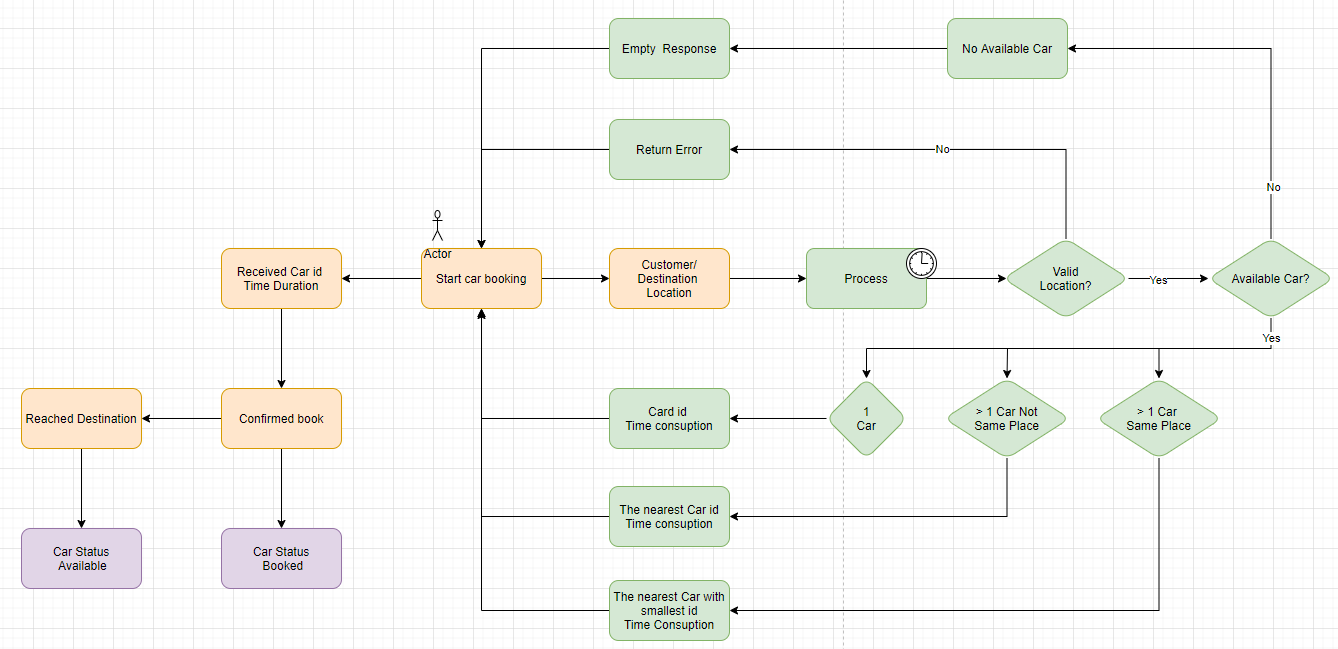 Empty  Response
No Available Car
Return Error
No
No
Actor
Received Car id
Time Duration
Start car booking
Customer/
Destination
Location
Process
Valid
Location?
Yes
Available Car?
Yes
Reached Destination
Confirmed book
Card id
Time consuption
1
Car
> 1 Car Not
Same Place
> 1 Car
Same Place
The nearest Car id
Time consuption
Car Status
Available
Car Status
Booked
The nearest Car with
smallest id
Time Consuption